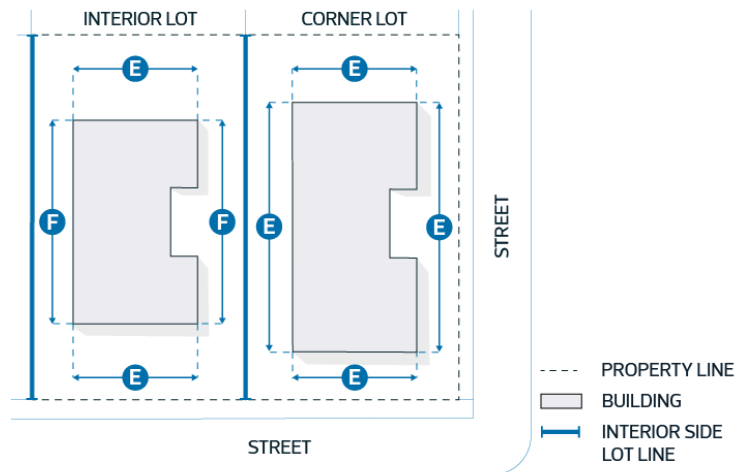 INTERIOR LOT
CORNER LOT
E
E
F
F
E
E
E
E
STREET
STREET
PROPERTY LINE
BUILDING
INTERIOR SIDE
LOT LINE